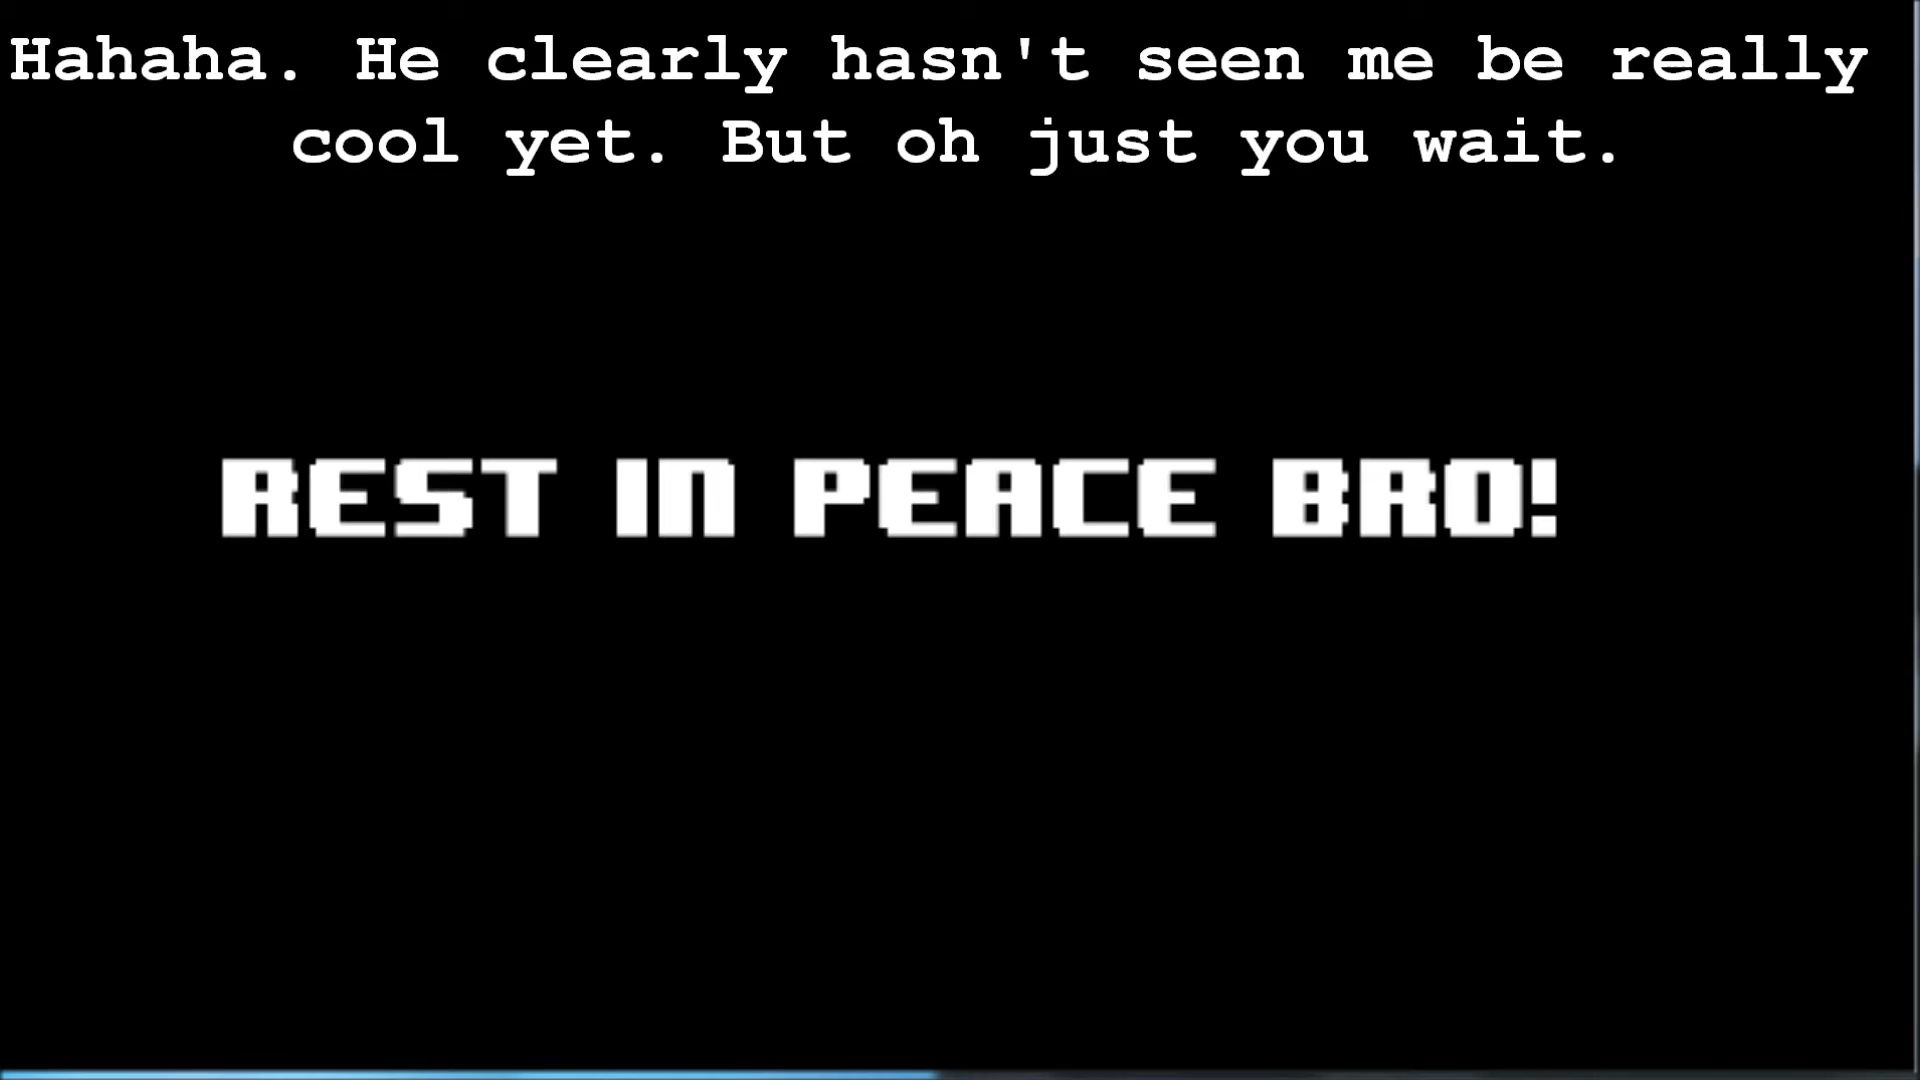 Hahaha. He clearly hasn't seen me be really
cool yet. But oh just you wait.
REST IN PEACE BRO!